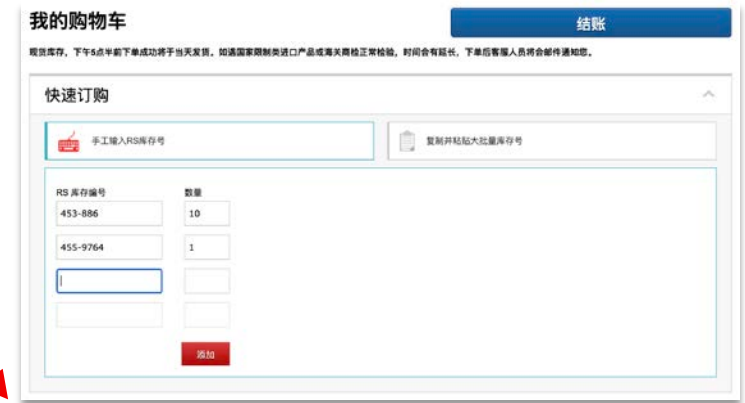 我的购物车
结账
现货库存，下午5点半前下单成功将于当天发货。如遇国家限制类进口产品或海关商检正常检验，时间会有延长，下单后客服人员将会邮件通知您。
快速订购
手工输入RS库存号
复制并粘贴大批量库存号
RS 库存编号 数量
453-886 10
455-9764 1
添加